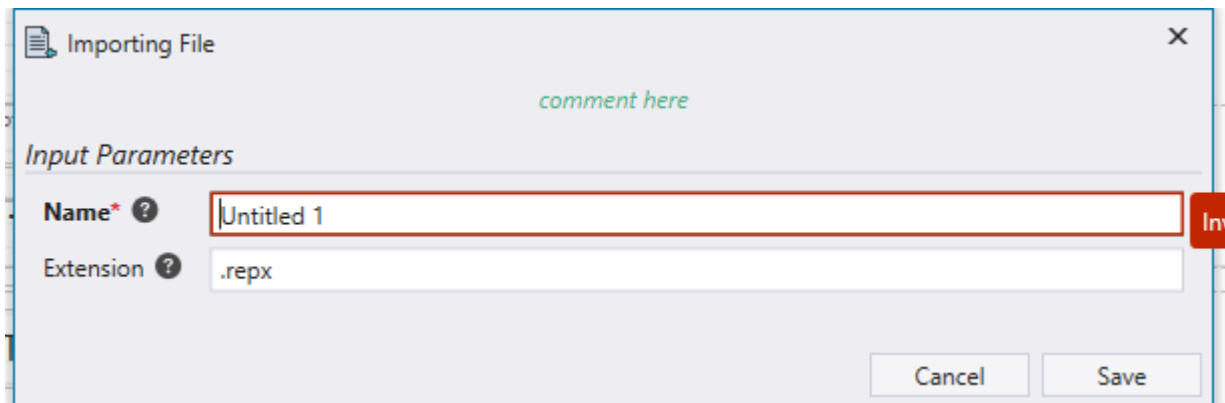 Importing File
comment here
Input Parameters
Name* ?
Untitled 1
Extension ?
.repx
Cancel
Save